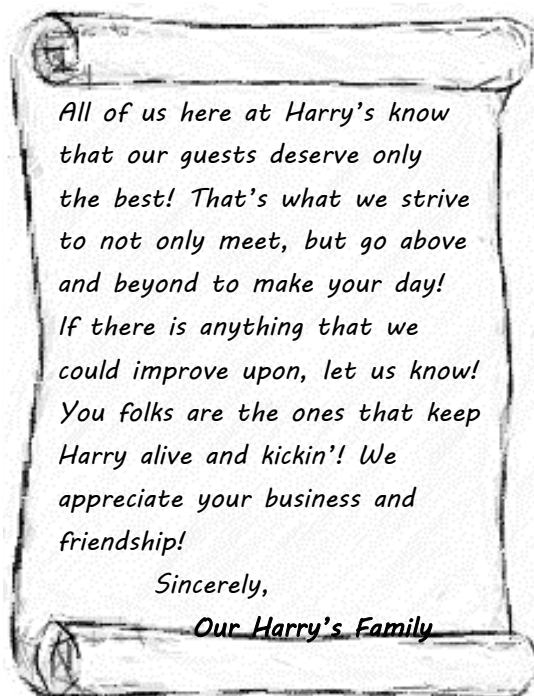 All of us here at Harry’s know
that our guests deserve only
the best! That’s what we strive
to not only meet, but go above
and beyond to make your day!
If there is anything that we
could improve upon, let us know!
You folks are the ones that keep
Harry alive and kickin’! We
appreciate your business and
friendship!
Sincerely,
Our Harry’s Family